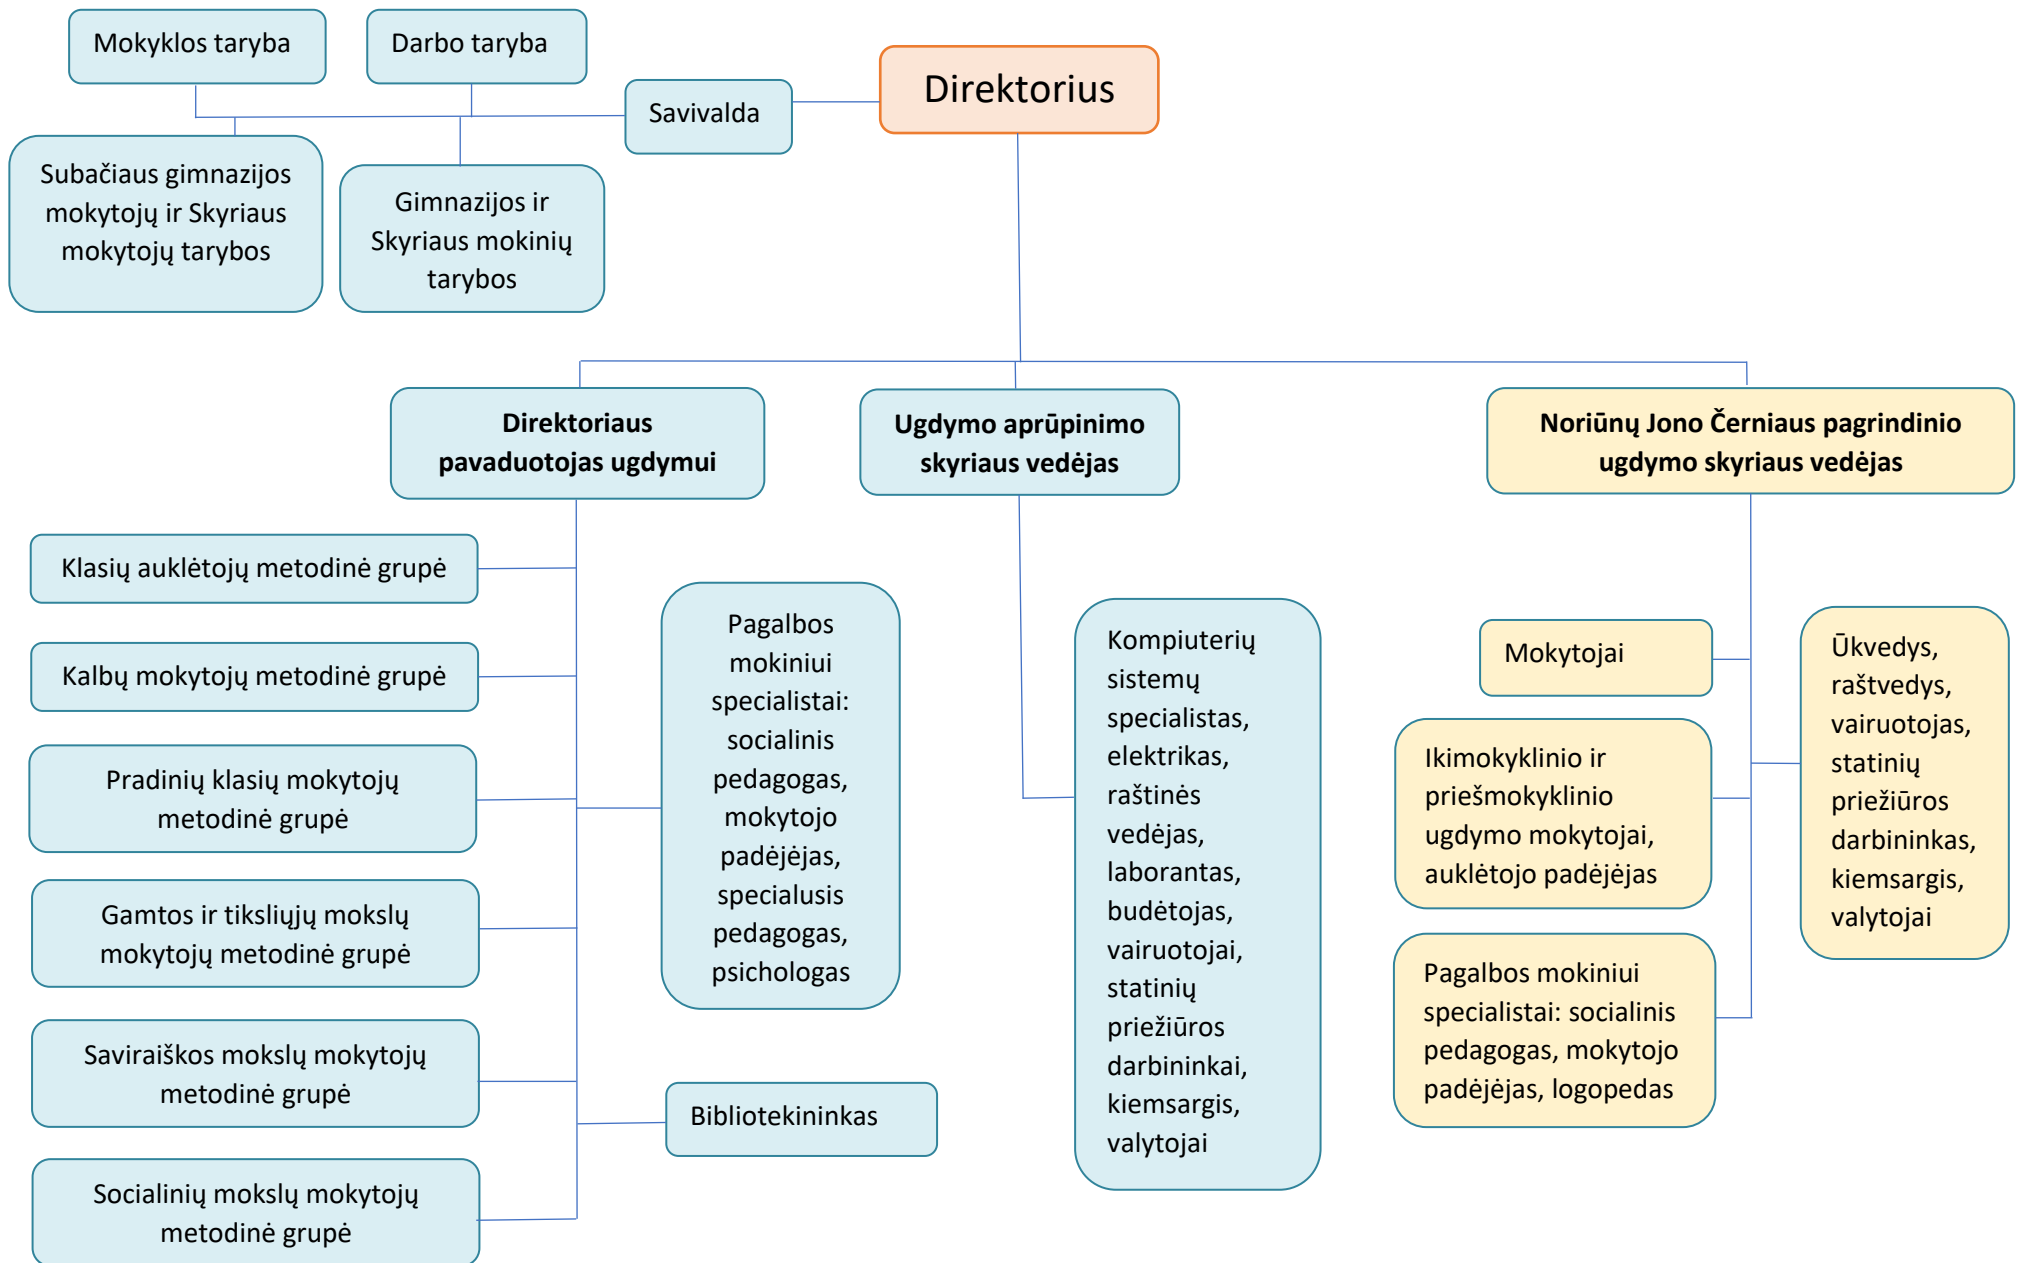 Mokyklos taryba
Darbo taryba
Savivalda
Direktorius
Subačiaus gimnazijos
mokytojų ir Skyriaus
mokytojų tarybos
Gimnazijos ir
Skyriaus mokinių
tarybos
Direktoriaus
pavaduotojas ugdymui
Ugdymo aprūpinimo
skyriaus vedėjas
Noriūnų Jono Černiaus pagrindinio
ugdymo skyriaus vedėjas
Klasių auklėtojų metodinė grupė
Kalbų mokytojų metodinė grupė
Pradinių klasių mokytojų
metodinė grupė
Gamtos ir tiksliųjų mokslų
mokytojų metodinė grupė
Saviraiškos mokslų mokytojų
metodinė grupė
Socialinių mokslų mokytojų
metodinė grupė
Pagalbos
mokiniui
specialistai:
socialinis
pedagogas,
mokytojo
padėjėjas,
specialusis
pedagogas,
psichologas
Bibliotekininkas
Kompiuterių
sistemų
specialistas,
elektrikas,
raštinės
vedėjas,
laborantas,
budėtojas,
vairuotojai,
statinių
priežiūros
darbininkai,
kiemsargis,
valytojai
Mokytojai
Ikimokyklinio ir
priešmokyklinio
ugdymo mokytojai,
auklėtojo padėjėjas
Pagalbos mokiniui
specialistai: socialinis
pedagogas, mokytojo
padėjėjas, logopedas
Ūkvedys,
raštvedys,
vairuotojas,
statinių
priežiūros
darbininkas,
kiemsargis,
valytojai